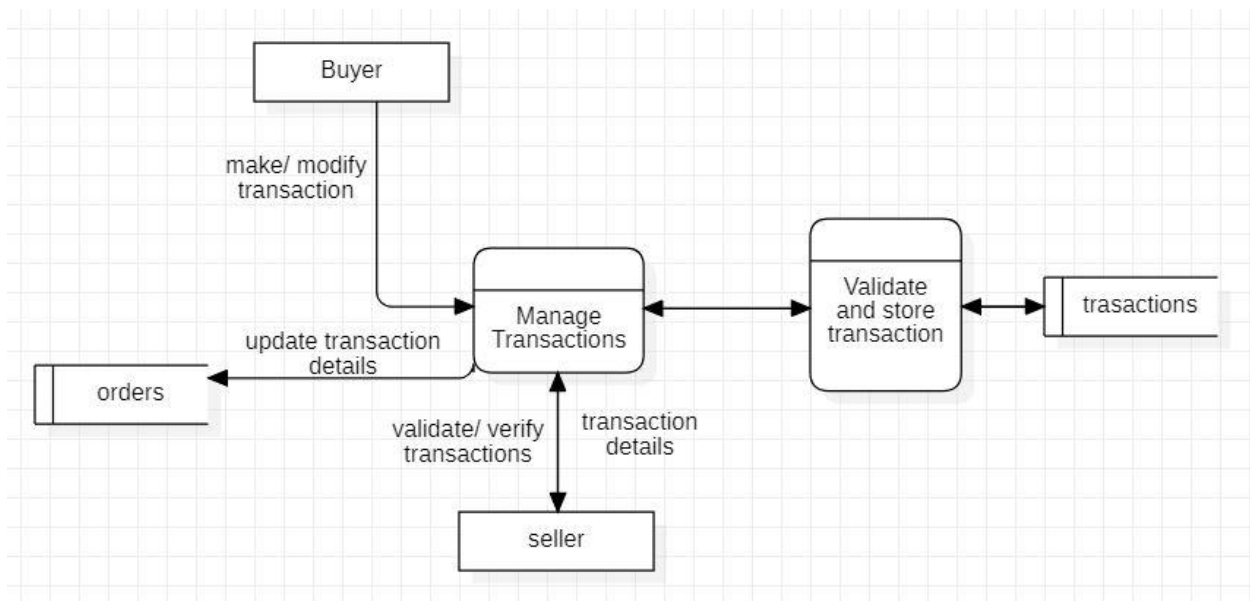 Buyer
make/ modify
transaction
Manage
Transactions
Validate
and store
transaction
trasactions
update transaction
details
orders
validate/ verify
transactions
transaction
details
seller